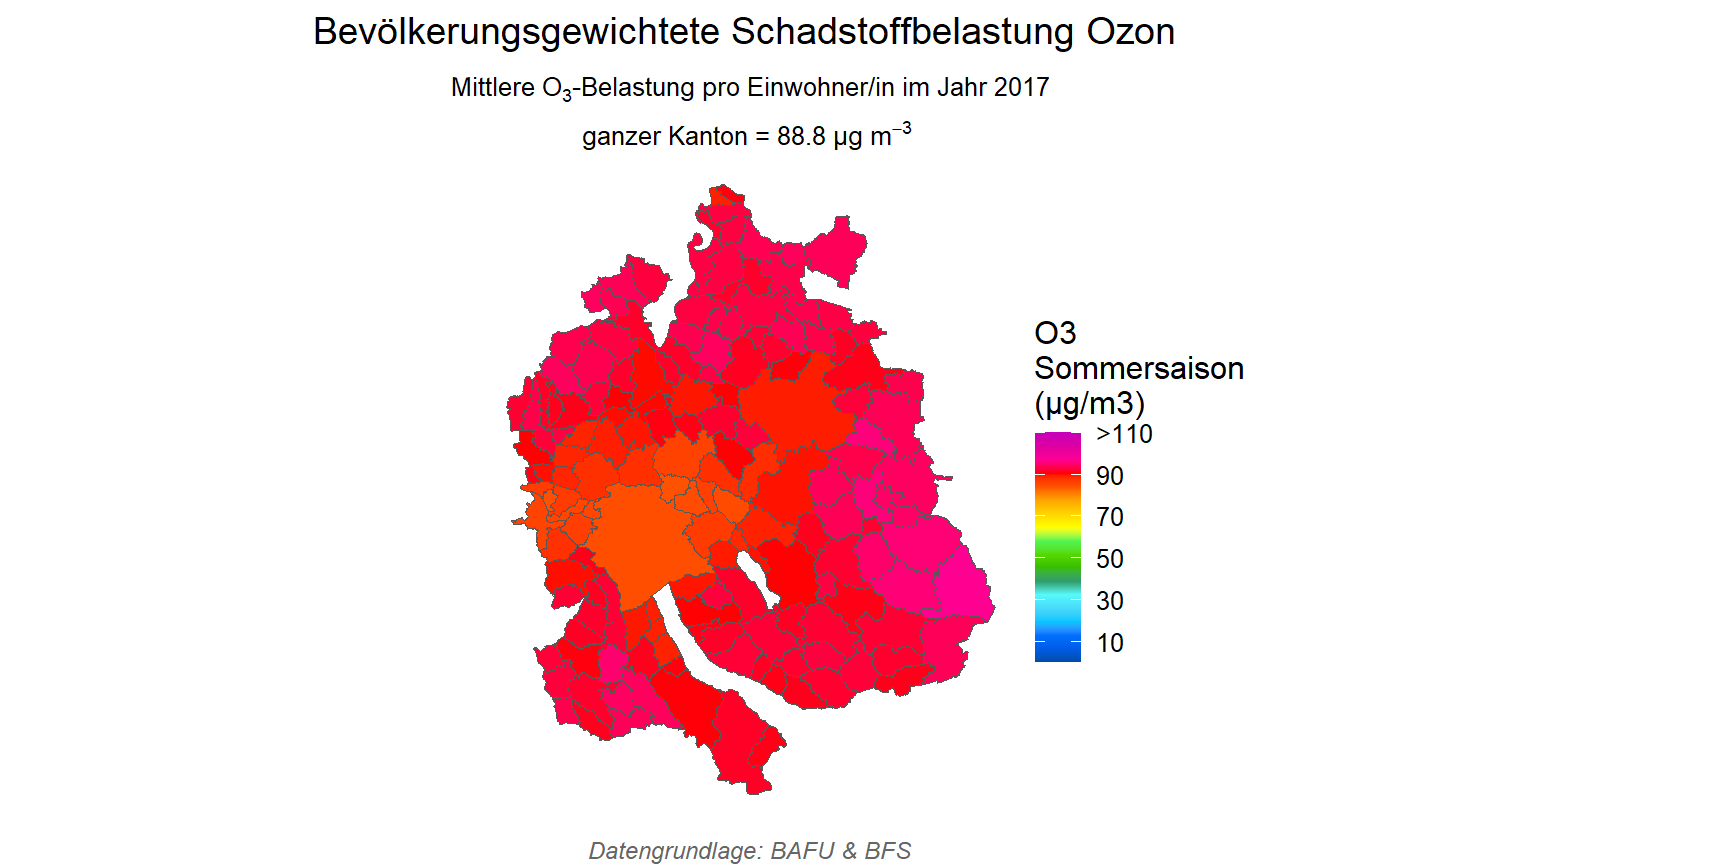 Bevölkerungsgewichtete Schadstoffbelastung Ozon
Mittlere O₃-Belastung pro Einwohner/in im Jahr 2017
ganzer Kanton = 88.8 µg m⁻³
O3
Sommersaison
(µg/m3)
>110
90
70
50
30
10
Datengrundlage: BAFU & BFS